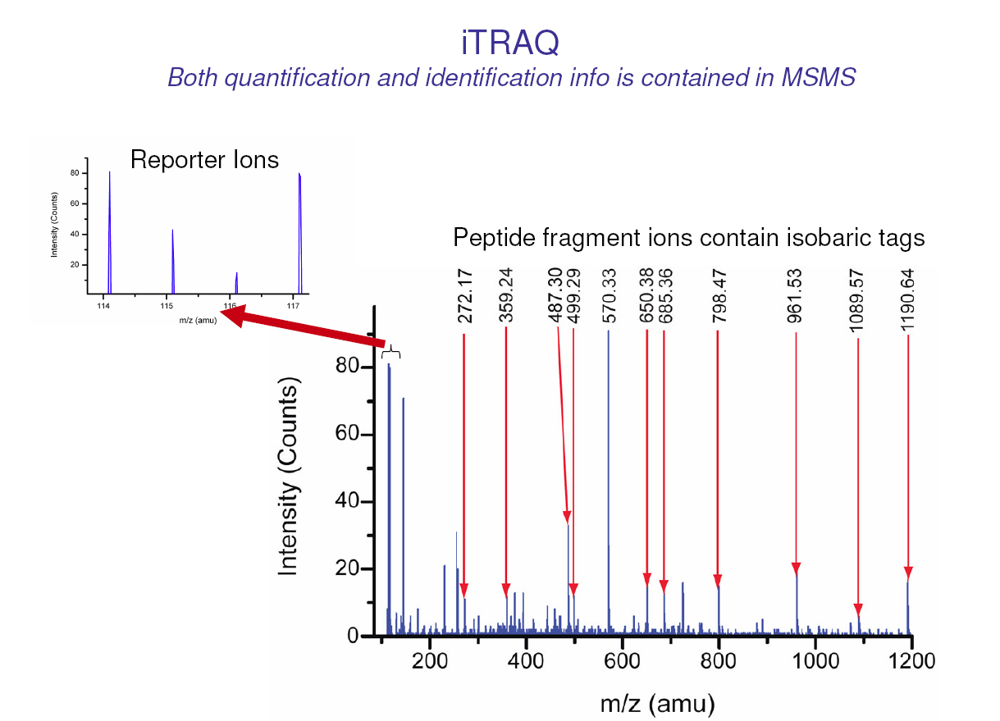 iTRAQ
Both quantification and identification info is contained in MSMS
Reporter Ions
80
60
40
20
Intensity (Counts)
114 115 116 117
m/z (amu)
Peptide fragment ions contain isobaric tags
272.17
359.24
487.30
499.29
570.33
650.38
685.36
798.47
961.53
1089.57
1190.64
80
60
40
20
0
Intensity (Counts)
200 400 600 800 1000 1200
m/z (amu)